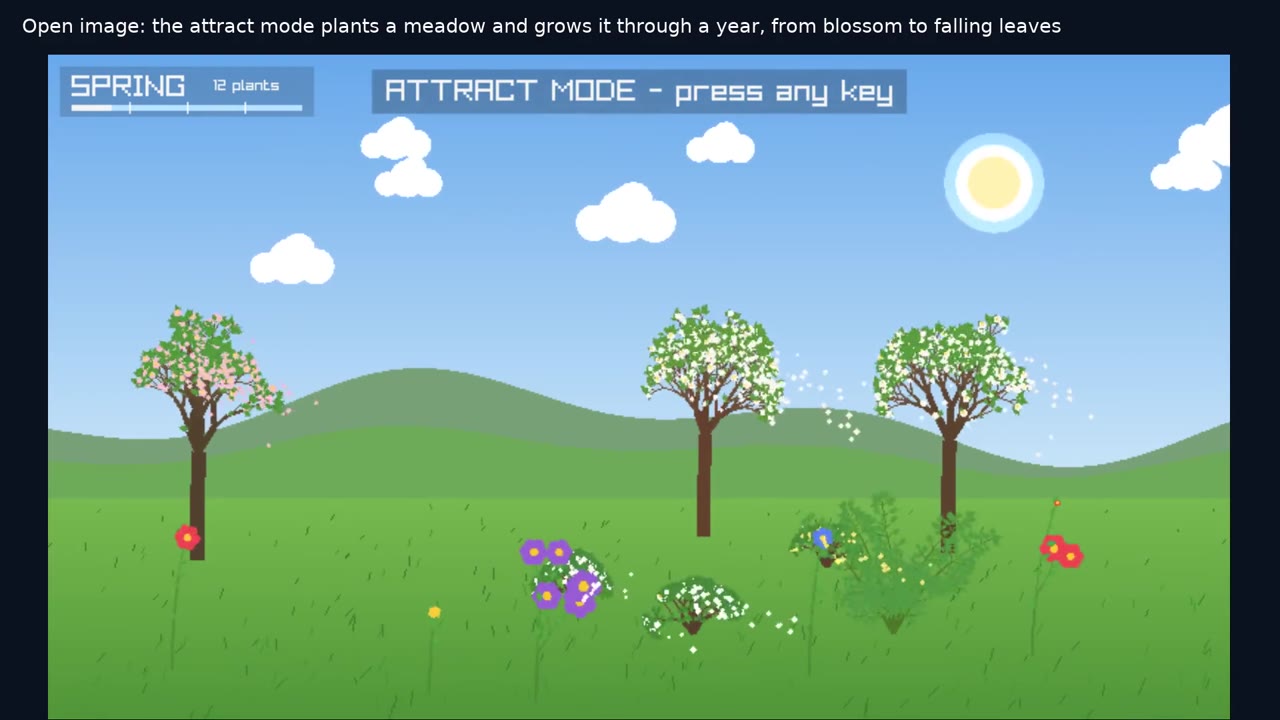 Open image: the attract mode plants a meadow and grows it through a year, from blossom to falling leaves
SPRING 12 plants
ATTRACT MODE - press any key